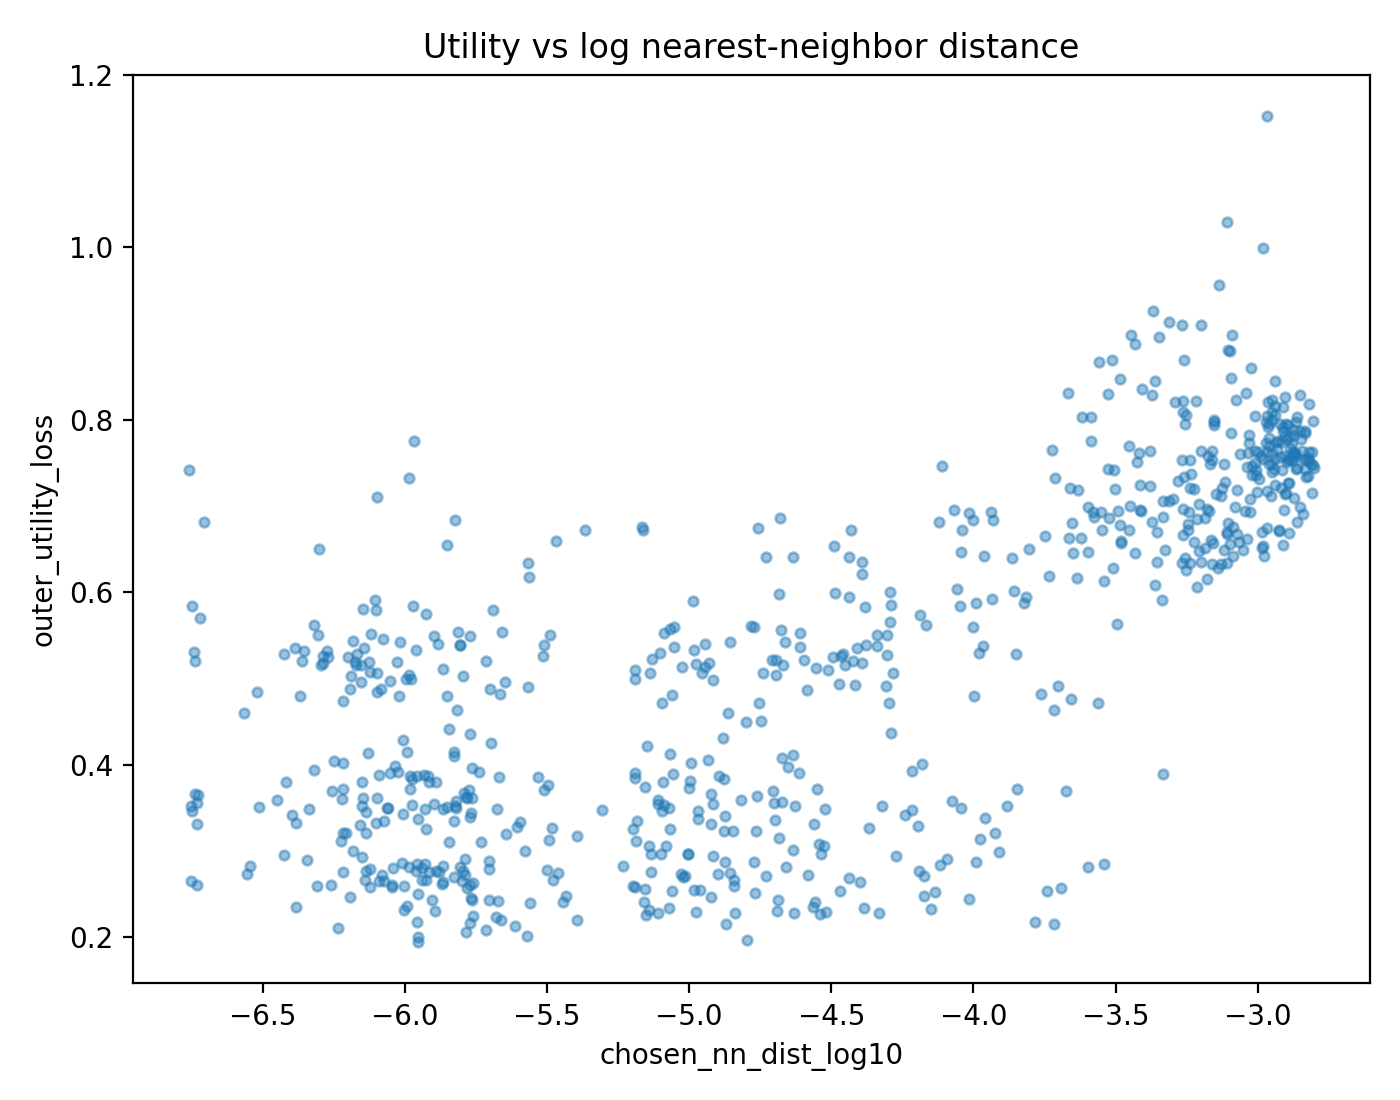 Utility vs log nearest-neighbor distance
outer_utility_loss
1.2
1.0
0.8
0.6
0.4
0.2
−6.5 −6.0 −5.5 −5.0 −4.5 −4.0 −3.5 −3.0
chosen_nn_dist_log10